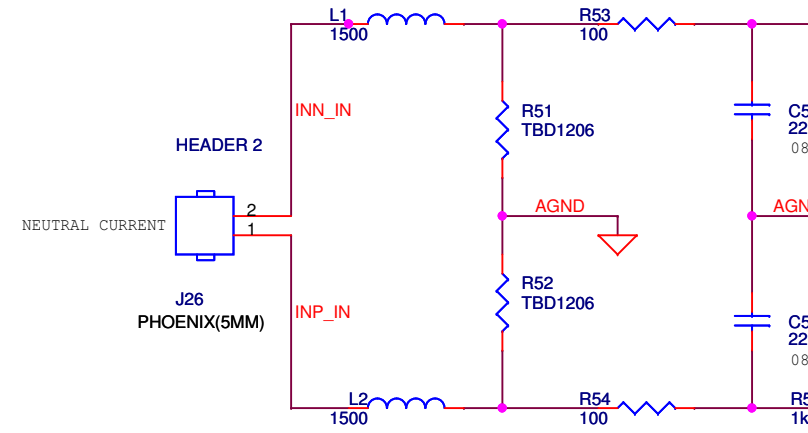 L1
1500
R53
100
INN_IN
R51
TBD1206
C5
22
08
HEADER 2
2
1
NEUTRAL CURRENT
AGND
AGN
J26
PHOENIX(5MM)
INP_IN
R52
TBD1206
C5
22
08
L2
1500
R54
100
R5
1k